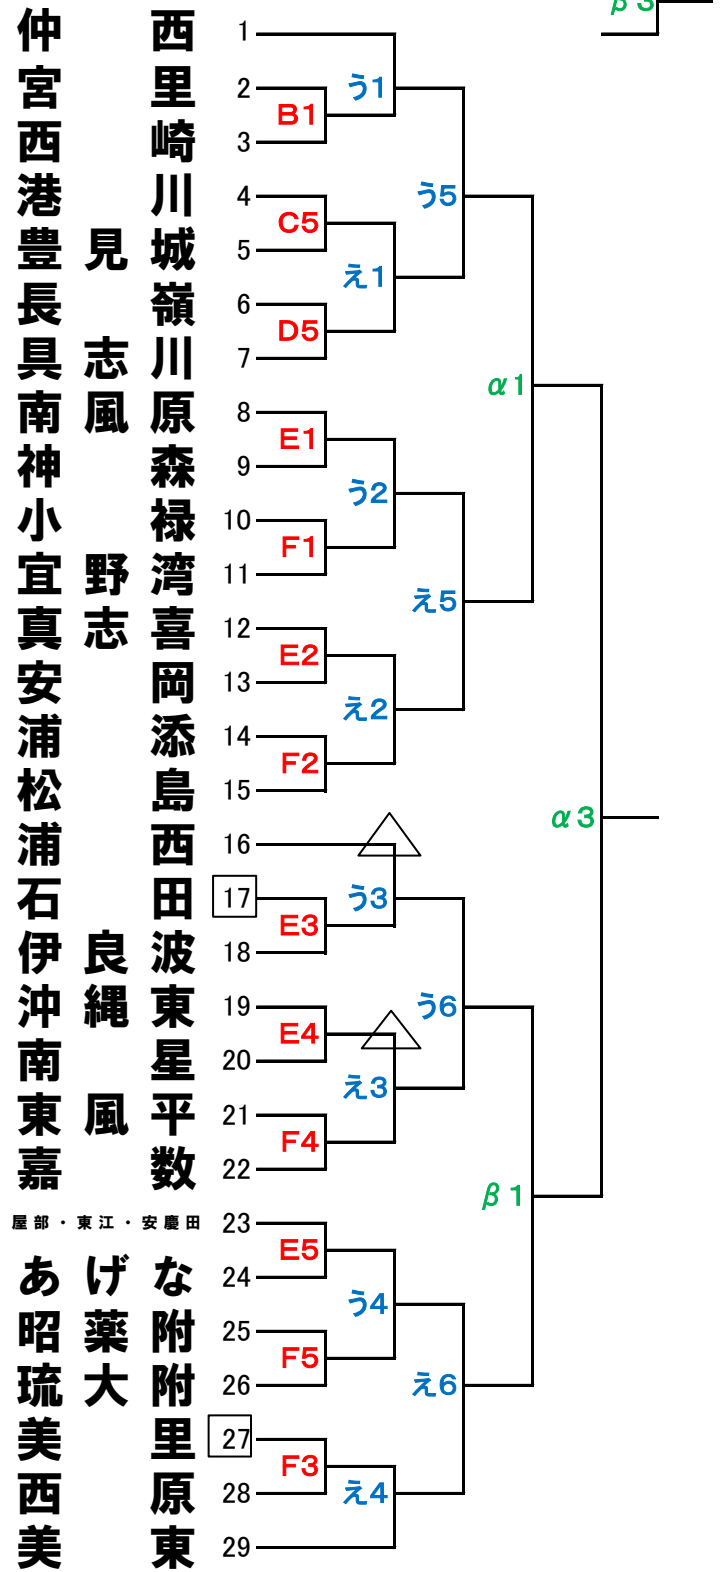 β3
仲西 1
う1
宮里 2
B1
西崎 3
港川 4
う5
C5
豊見城 5
え1
長嶺 6
D5
具志川 7
α1
南風原 8
E1
神森 9
う2
小禄 10
F1
宜野湾 11
え5
真志喜 12
E2
安岡 13
え2
浦添 14
F2
松島 15
α3
浦西 16
石田 17
う3
E3
伊良波 18
沖縄東 19
う6
E4
南星 20
え3
東風平 21
F4
嘉数 22
β1
屋部・東江・安慶田 23
E5
あげな 24
う4
昭薬附 25
F5
琉大附 26
え6
美里 27
F3
西原 28
え4
美東 29